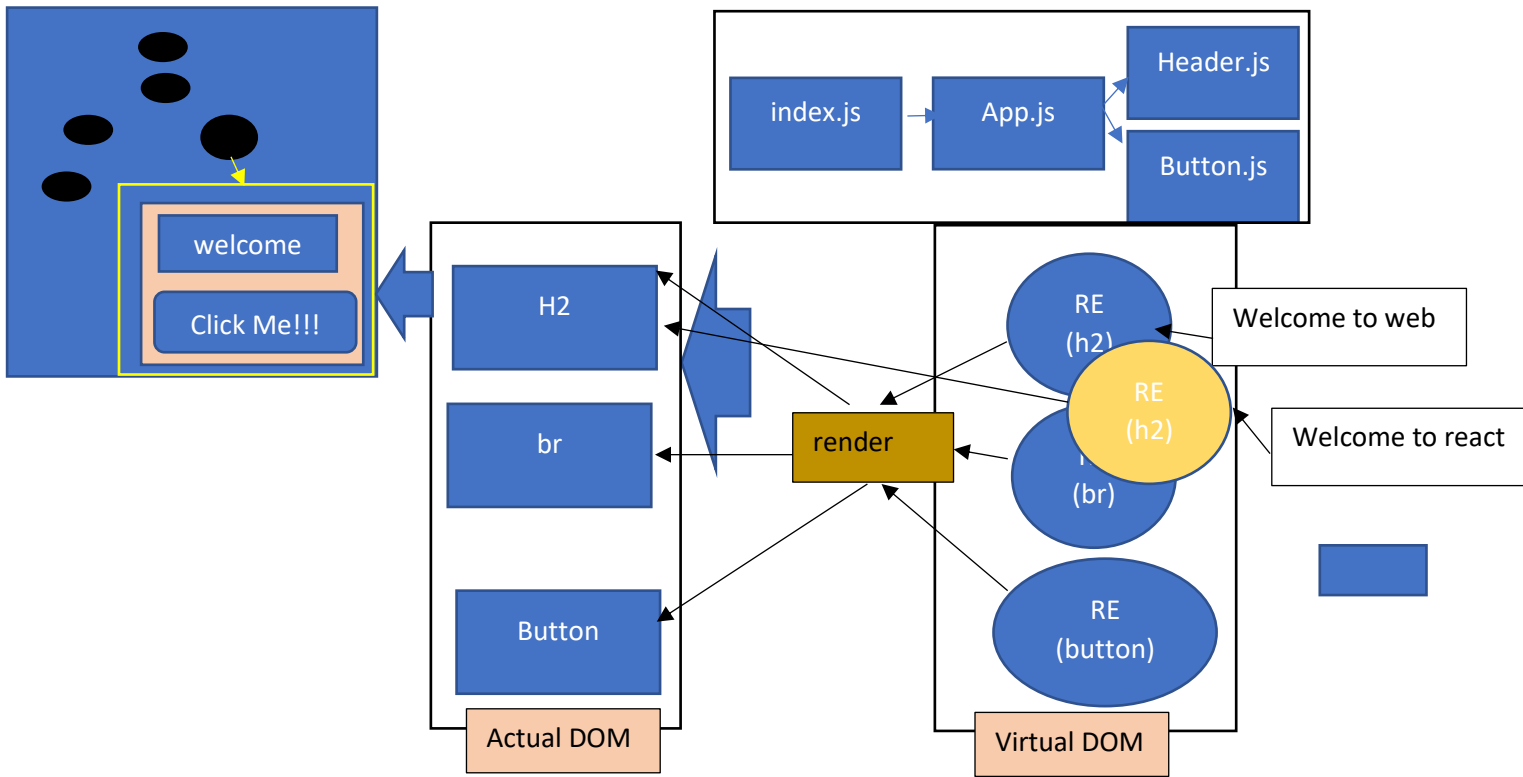 Header.js
index.js
App.js
Button.js
welcome
Click Me!!!
H2
br
Button
Actual DOM
render
RE
(h2)
RE
(h2)
(br)
RE
(button)
Virtual DOM
Welcome to web
Welcome to react